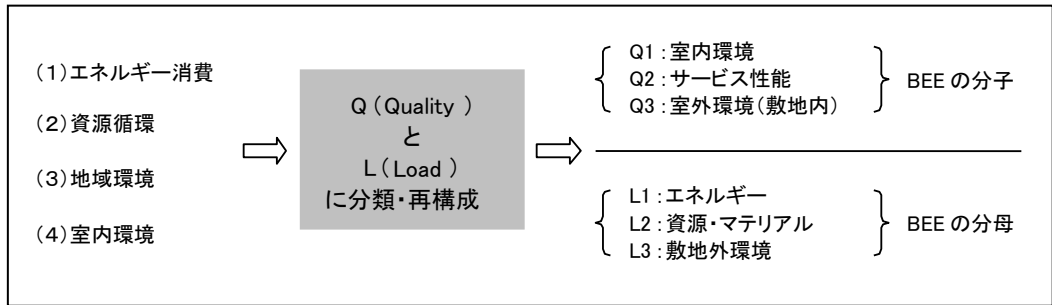 (1)エネルギー消費
(2)資源循環
(3)地域環境
(4)室内環境
Q(Quality )
と
L(Load )
に分類・再構成
Q1:室内環境
Q2:サービス性能
Q3:室外環境(敷地内)
BEE の分子
L1:エネルギー
L2:資源・マテリアル
L3:敷地外環境
BEE の分母